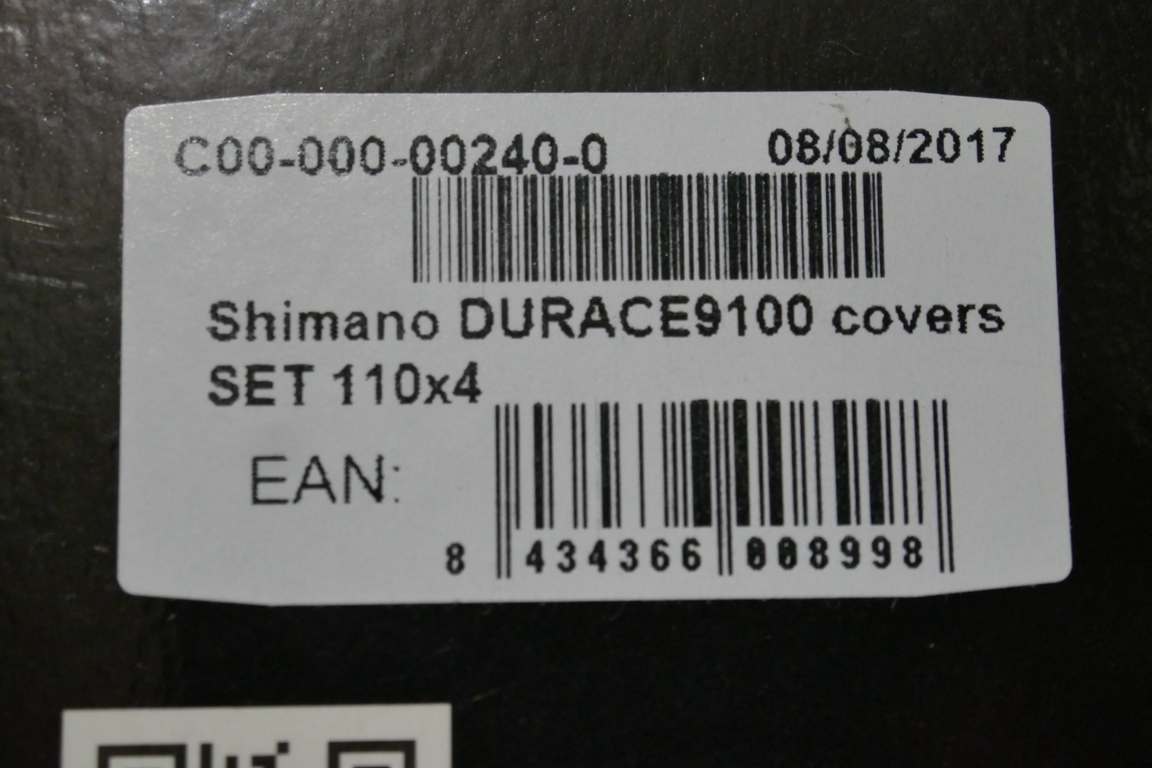 C00-000-00240-0 08/08/2017
Shimano DURACE9100 covers
SET 110x4
EAN:
8 434366 008998